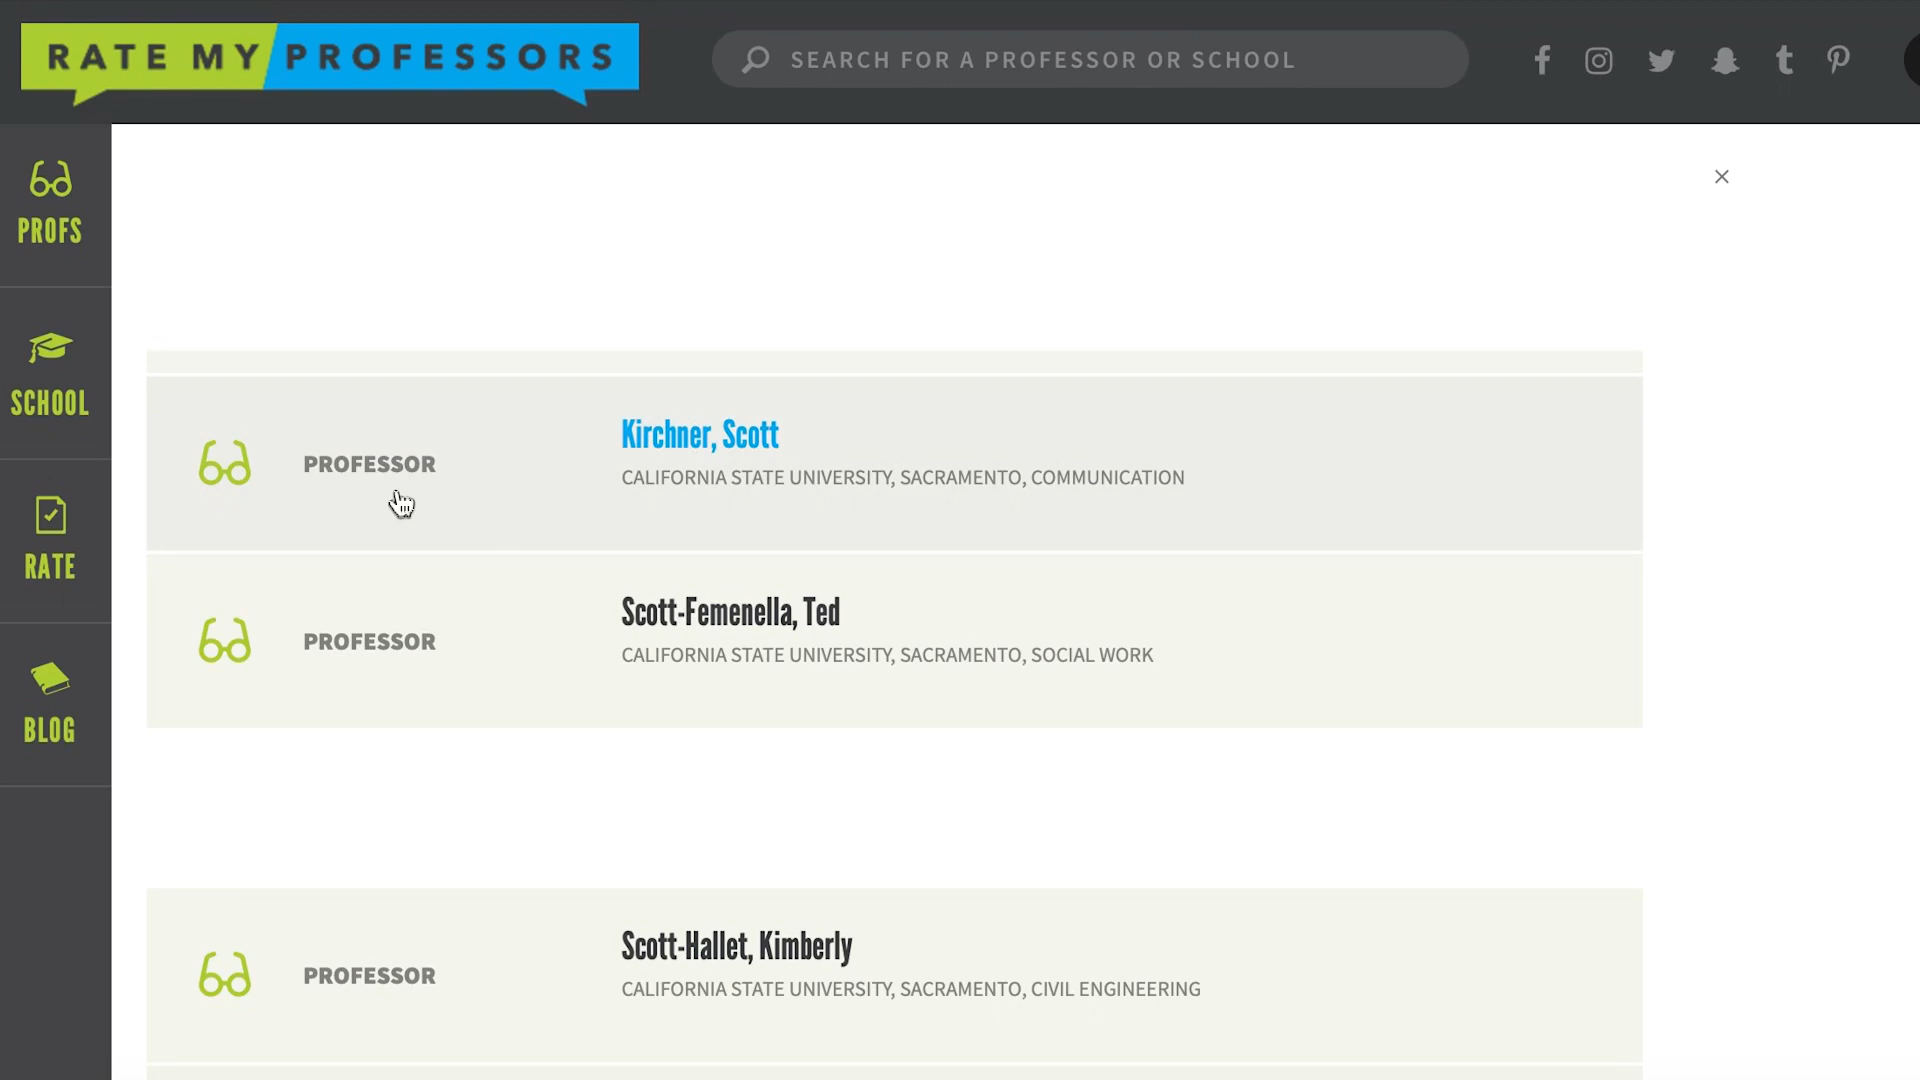 RATE MY PROFESSORS
SEARCH FOR A PROFESSOR OR SCHOOL
PROFS
SCHOOL
RATE
BLOG
PROFESSOR
Kirchner, Scott
CALIFORNIA STATE UNIVERSITY, SACRAMENTO, COMMUNICATION
PROFESSOR
Scott-Femenella, Ted
CALIFORNIA STATE UNIVERSITY, SACRAMENTO, SOCIAL WORK
PROFESSOR
Scott-Hallet, Kimberly
CALIFORNIA STATE UNIVERSITY, SACRAMENTO, CIVIL ENGINEERING